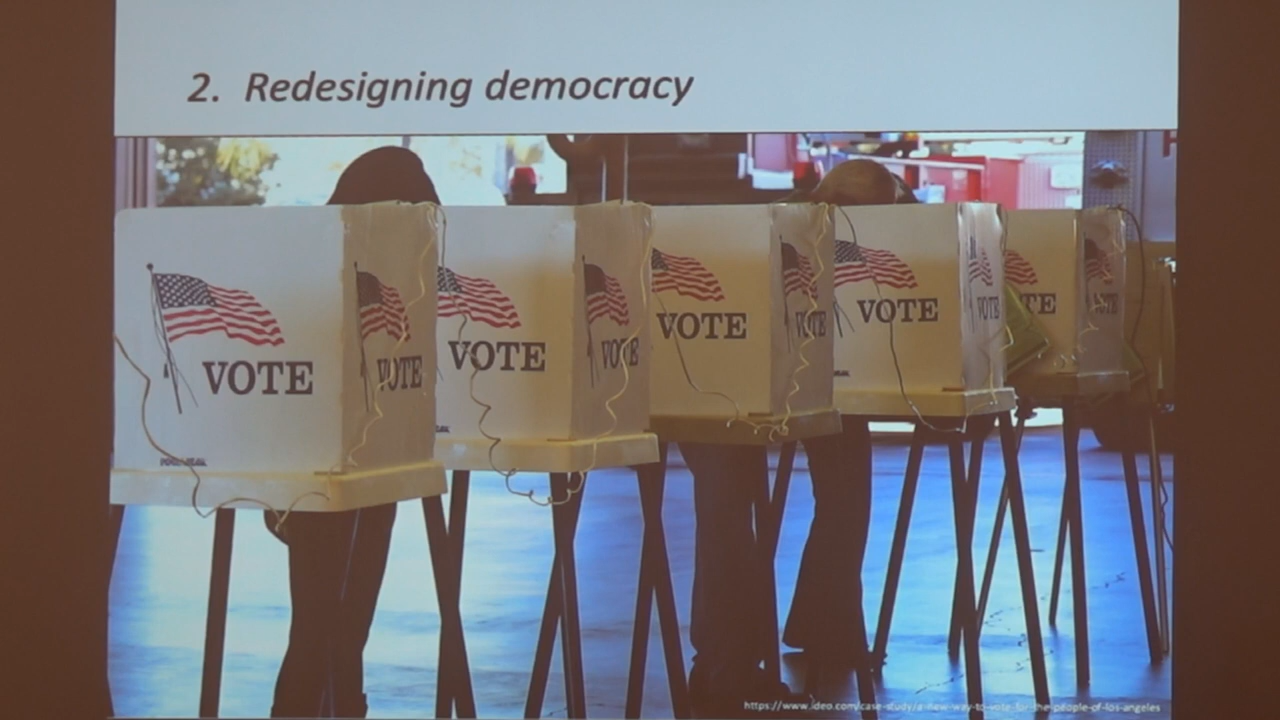 2. Redesigning democracy
VOTE
VOTE
VOTE
VOTE
VOTE
VOTE
VOTE
VOTE
TE
VOTE
https://www.ideo.com/case-study/a-new-way-to-vote-for-the-people-of-los-angeles